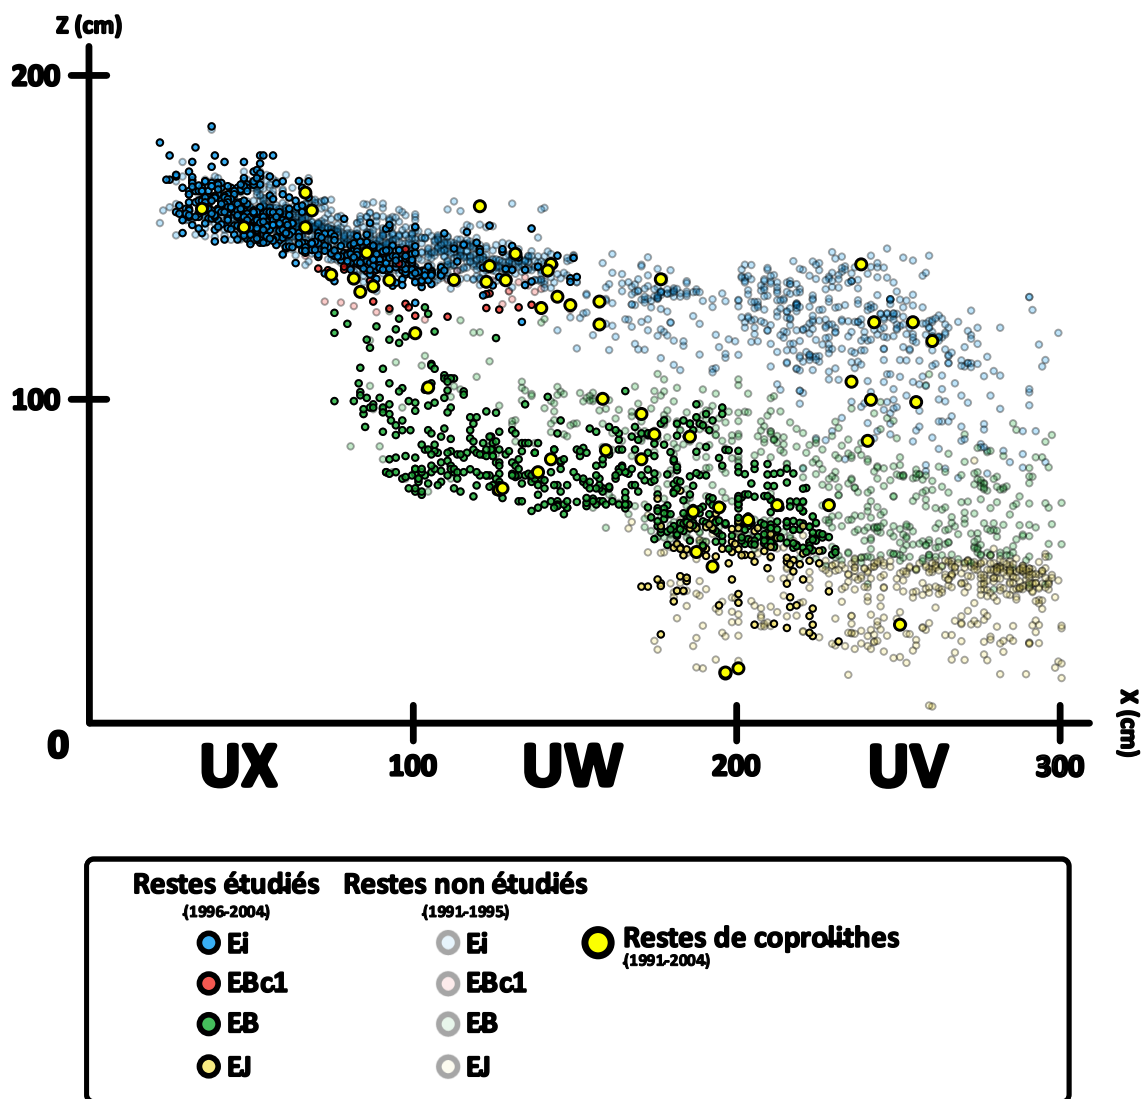 Z (cm)
200
100
0
100
200
300
X (cm)
UX
UW
UV
Restes étudiés
(1996-2004)
Ei
EBc1
EB
EJ
Restes non étudiés
(1991-1995)
Ei
EBc1
EB
EJ
Restes de coprolithes
(1991-2004)